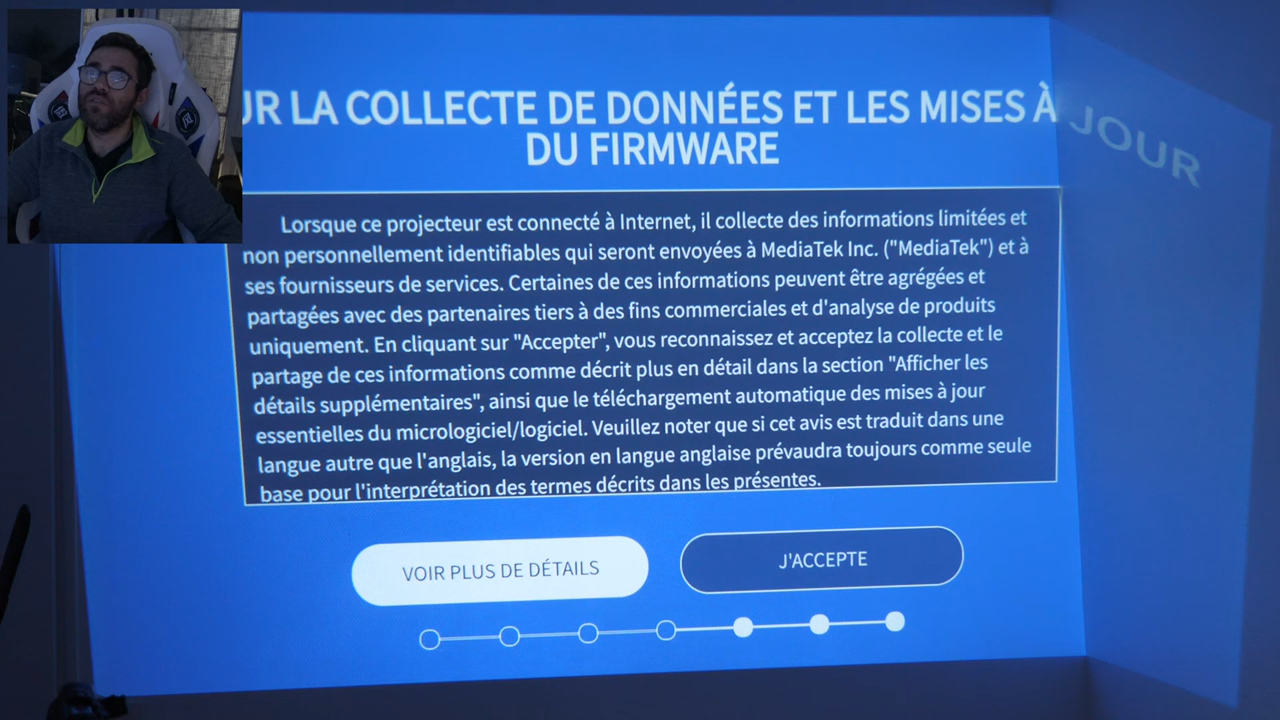 UR LA COLLECTE DE DONNÉES ET LES MISES À JOUR
DU FIRMWARE
Lorsque ce projecteur est connecté à Internet, il collecte des informations limitées et
non personnellement identifiables qui seront envoyées à MediaTek Inc. ("MediaTek") et à
ses fournisseurs de services. Certaines de ces informations peuvent être agrégées et
partagées avec des partenaires tiers à des fins commerciales et d'analyse de produits
uniquement. En cliquant sur "Accepter", vous reconnaissez et acceptez la collecte et le
partage de ces informations comme décrit plus en détail dans la section "Afficher les
détails supplémentaires", ainsi que le téléchargement automatique des mises à jour
essentielles du micrologiciel/logiciel. Veuillez noter que si cet avis est traduit dans une
langue autre que l'anglais, la version en langue anglaise prévaudra toujours comme seule
base pour l'interprétation des termes décrits dans les présentes.
VOIR PLUS DE DÉTAILS
J'ACCEPTE